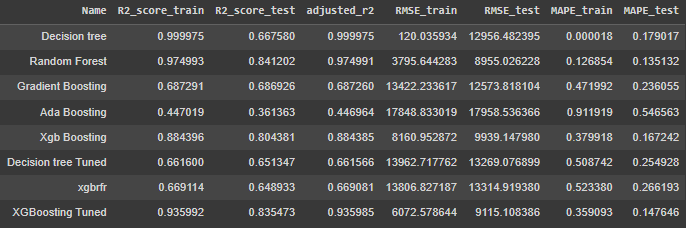 Name R2_score_train R2_score_test adjusted_r2 RMSE_train RMSE_test MAPE_train MAPE_test
Decision tree 0.999975 0.667580 0.999975 120.035934 12956.482395 0.000018 0.179017
Random Forest 0.974993 0.841202 0.974991 3795.644283 8955.026228 0.126854 0.135132
Gradient Boosting 0.687291 0.686926 0.687260 13422.233617 12573.818104 0.471992 0.236055
Ada Boosting 0.447019 0.361363 0.446964 17848.833019 17958.536366 0.911919 0.546563
Xgb Boosting 0.884396 0.804381 0.884385 8160.952872 9939.147980 0.379918 0.167242
Decision tree Tuned 0.661600 0.651347 0.661566 13962.717762 13269.076899 0.508742 0.254928
xgbrfr 0.669114 0.648933 0.669081 13806.827187 13314.919380 0.523380 0.266193
XGBoosting Tuned 0.935992 0.835473 0.935985 6072.578644 9115.108386 0.359093 0.147646